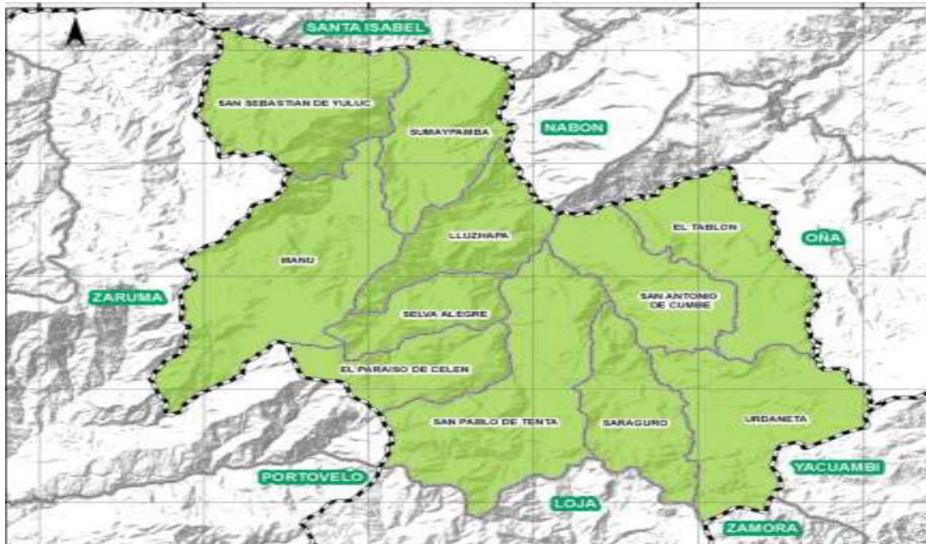 SANTA ISABEL
SAN SEBASTIAN DE YULUC
SUMAYPAMBA
NABON
EL TABLON
LLUZHAPA
OÑA
MANU
ZARUMA
SAN ANTONIO
DE CUMBE
SELVA ALEGRE
EL PARAISO DE CELEN
SAN PABLO DE TENTA
SARAGURO
URDANETA
YACUAMBI
PORTOVELO
LOJA
ZAMORA